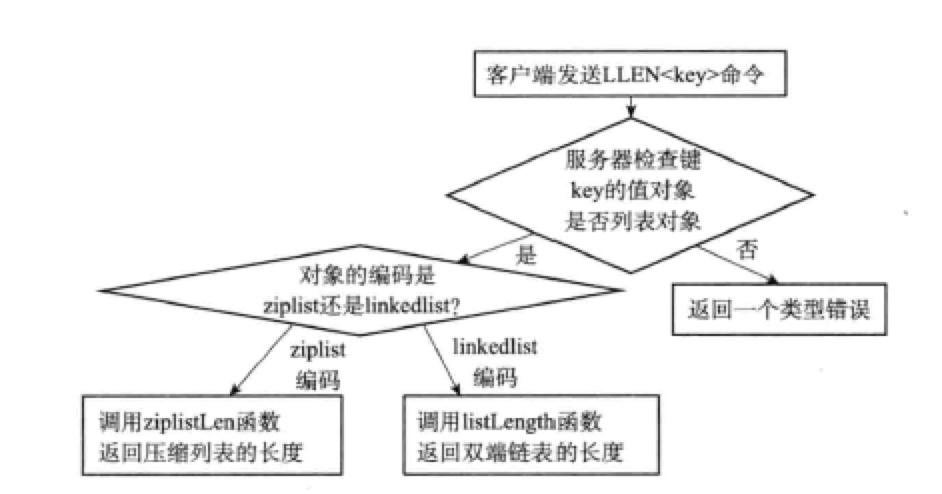 客户端发送LLEN<key>命令
服务器检查键
key的值对象
是否列表对象
是
否
对象的编码是
ziplist还是linkedlist?
返回一个类型错误
ziplist
编码
linkedlist
编码
调用ziplistLen函数
返回压缩列表的长度
调用listLength函数
返回双端链表的长度